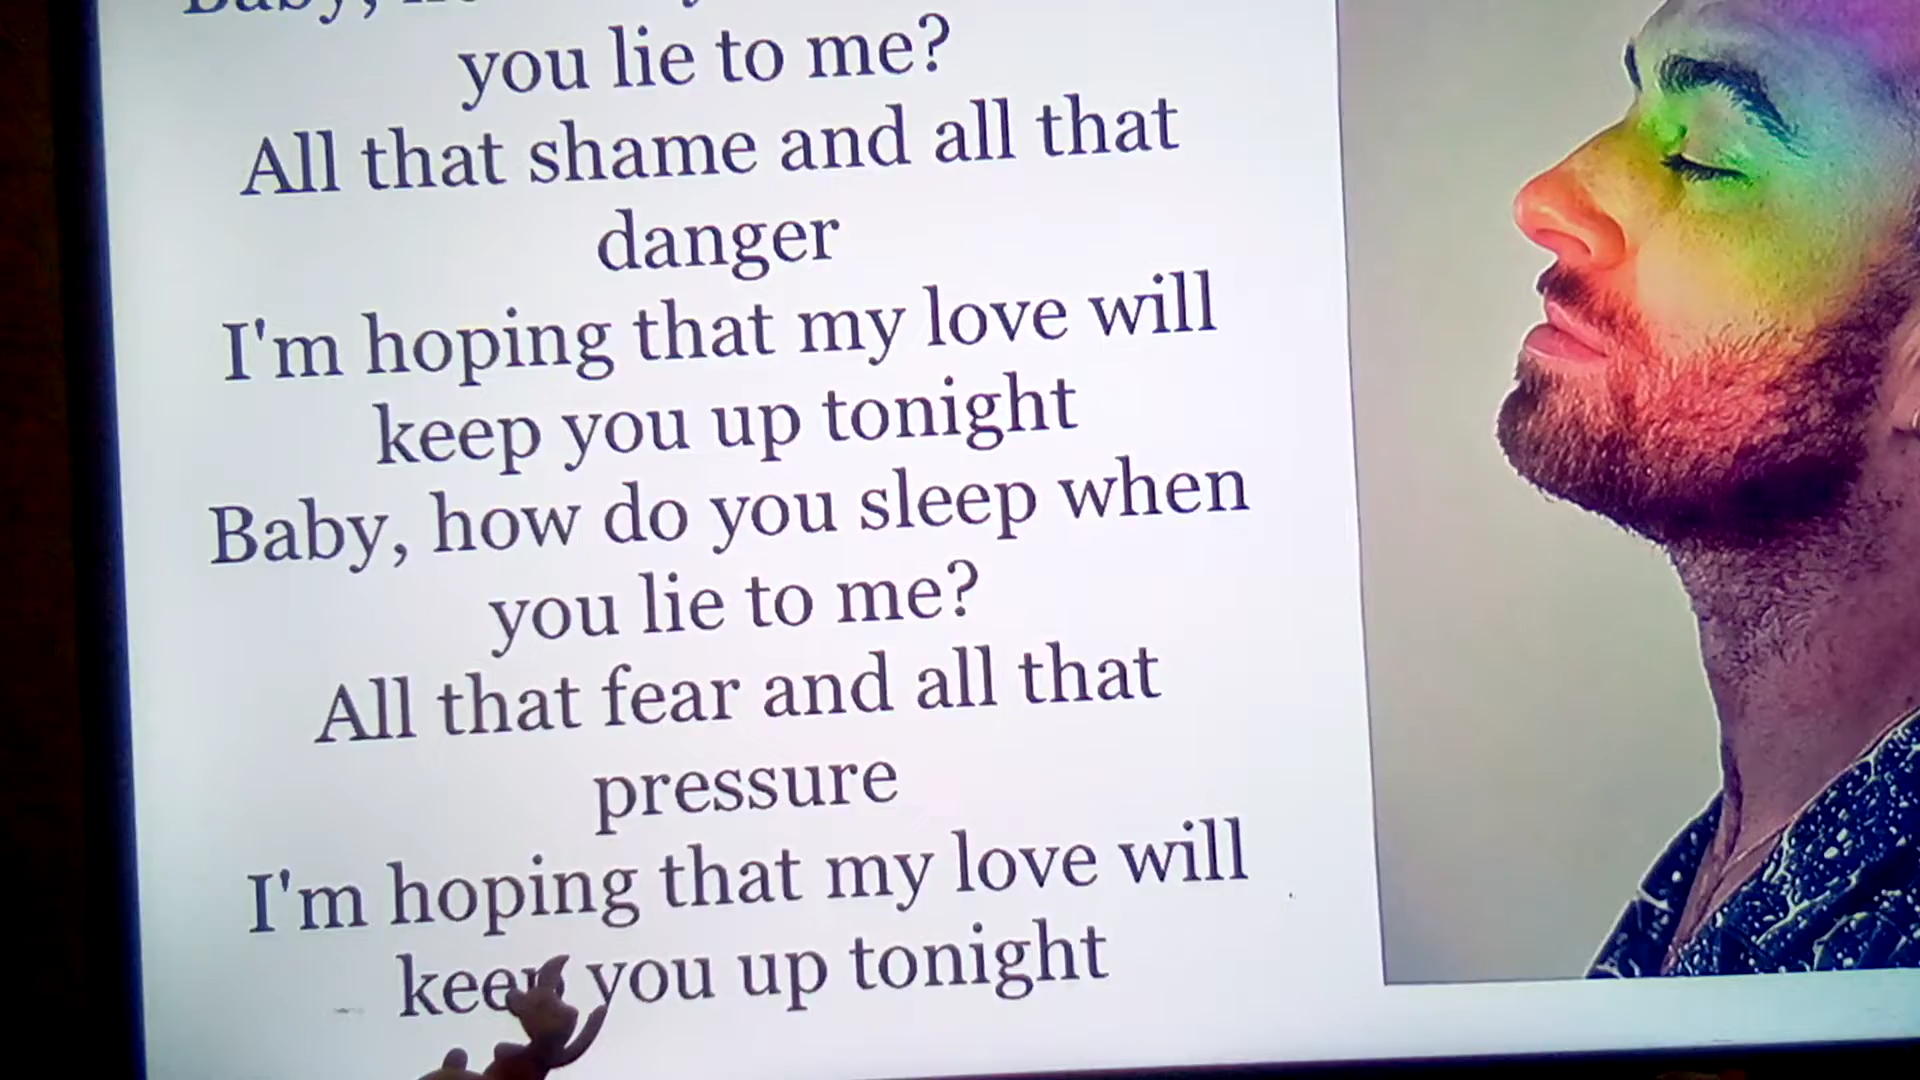 Baby,
you lie to me?
All that shame and all that
danger
I'm hoping that my love will
keep you up tonight
Baby, how do you sleep when
you lie to me?
All that fear and all that
pressure
I'm hoping that my love will
keep you up tonight